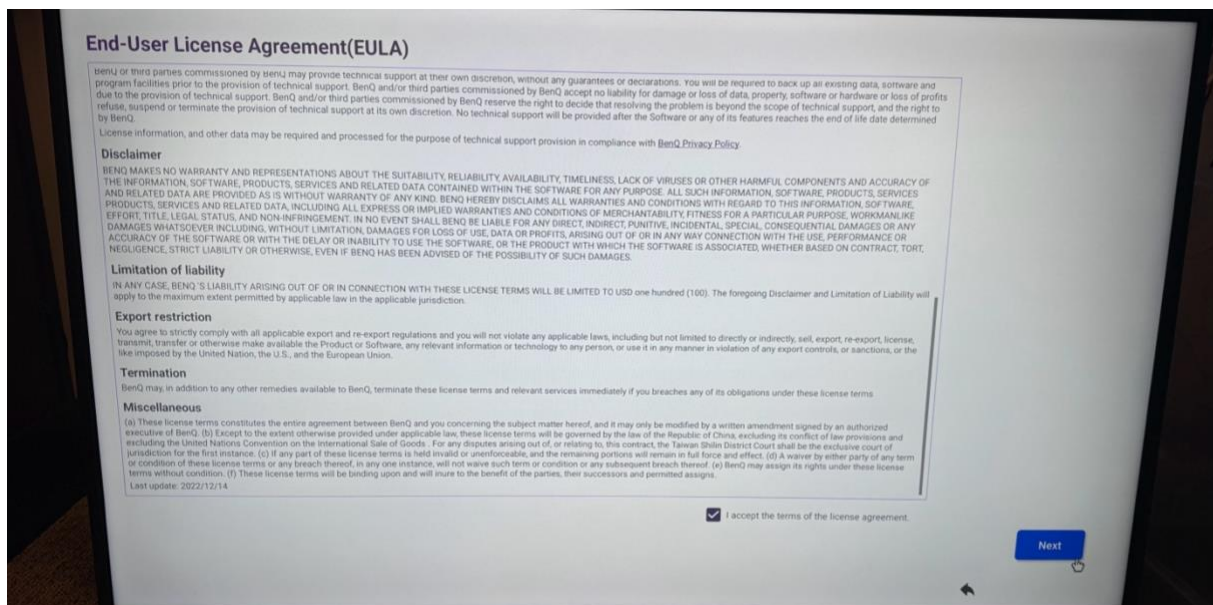 End-User License Agreement(EULA)
BenQ or third parties commissioned by BenQ may provide technical support at their own discretion, without any guarantees or declarations. You will be required to back up all existing data, software and
program facilities prior to the provision of technical support. BenQ and/or third parties commissioned by BenQ accept no liability for damage or loss of data, property, software or hardware or loss of profits
due to the provision of technical support. BenQ and/or third parties commissioned by BenQ reserve the right to decide that resolving the problem is beyond the scope of technical support, and the right to
refuse, suspend or terminate the provision of technical support at its own discretion. No technical support will be provided after the Software or any of its features reaches the end of life date determined
by BenQ.
License information, and other data may be required and processed for the purpose of technical support provision in compliance with BenQ Privacy Policy
Disclaimer
BENQ MAKES NO WARRANTY AND REPRESENTATIONS ABOUT THE SUITABILITY, RELIABILITY, AVAILABILITY, TIMELINESS, LACK OF VIRUSES OR OTHER HARMFUL COMPONENTS AND ACCURACY OF
THE INFORMATION, SOFTWARE, PRODUCTS, SERVICES AND RELATED DATA CONTAINED WITHIN THE SOFTWARE FOR ANY PURPOSE. ALL SUCH INFORMATION, SOFTWARE, PRODUCTS, SERVICES
AND RELATED DATA ARE PROVIDED AS IS WITHOUT WARRANTY OF ANY KIND. BENQ HEREBY DISCLAIMS ALL WARRANTIES AND CONDITIONS WITH REGARD TO THIS INFORMATION, SOFTWARE,
PRODUCTS, SERVICES AND RELATED DATA, INCLUDING ALL EXPRESS OR IMPLIED WARRANTIES AND CONDITIONS OF MERCHANTABILITY, FITNESS FOR A PARTICULAR PURPOSE, WORKMANLIKE
EFFORT, TITLE, LEGAL STATUS, AND NON-INFRINGEMENT. IN NO EVENT SHALL BENQ BE LIABLE FOR ANY DIRECT, INDIRECT, PUNITIVE, INCIDENTAL, SPECIAL, CONSEQUENTIAL DAMAGES OR ANY
DAMAGES WHATSOEVER INCLUDING, WITHOUT LIMITATION, DAMAGES FOR LOSS OF USE, DATA OR PROFITS, ARISING OUT OF OR IN ANY WAY CONNECTION WITH THE USE, PERFORMANCE OR
ACCURACY OF THE SOFTWARE OR WITH THE DELAY OR INABILITY TO USE THE SOFTWARE, OR THE PRODUCT WITH WHICH THE SOFTWARE IS ASSOCIATED, WHETHER BASED ON CONTRACT, TORT,
NEGLIGENCE, STRICT LIABILITY OR OTHERWISE, EVEN IF BENQ HAS BEEN ADVISED OF THE POSSIBILITY OF SUCH DAMAGES.
Limitation of liability
IN ANY CASE, BENQ'S LIABILITY ARISING OUT OF OR IN CONNECTION WITH THESE LICENSE TERMS WILL BE LIMITED TO USD one hundred (100). The foregoing Disclaimer and Limitation of Liability will
apply to the maximum extent permitted by applicable law in the applicable jurisdiction.
Export restriction
You agree to strictly comply with all applicable export and re-export regulations and you will not violate any applicable laws, including but not limited to directly or indirectly, sell, export, re-export, license,
transmit, transfer or otherwise make available the Product or Software, any relevant information or technology to any person, or use it in any manner in violation of any export controls, or sanctions, or the
like imposed by the United Nation, the U.S., and the European Union.
Termination
BenQ may, in addition to any other remedies available to BenQ, terminate these license terms and relevant services immediately if you breaches any of its obligations under these license terms
Miscellaneous
(a) These license terms constitutes the entire agreement between BenQ and you concerning the subject matter hereof, and it may only be modified by a written amendment signed by an authorized
executive of BenQ. (b) Except to the extent otherwise provided under applicable law, these license terms will be governed by the law of the Republic of China, excluding its conflict of law provisions and
excluding the United Nations Convention on the International Sale of Goods . For any disputes arising out of, or relating to, this contract, the Taiwan Shilin District Court shall be the exclusive court of
jurisdiction for the first instance. (c) If any part of these license terms is held invalid or unenforceable, and the remaining portions will remain in full force and effect. (d) A waiver by either party of any term
or condition of these license terms or any breach thereof, in any one instance, will not waive such term or condition or any subsequent breach thereof. (e) BenQ may assign its rights under these license
terms without condition. (f) These license terms will be binding upon and will inure to the benefit of the parties, their successors and permitted assigns.
Last update: 2022/12/14
I accept the terms of the license agreement.
Next